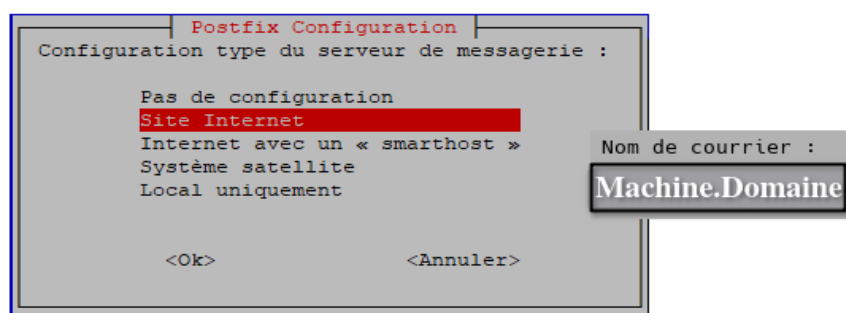 Postfix Configuration
Configuration type du serveur de messagerie :
Pas de configuration
Site Internet
Internet avec un « smarthost »
Système satellite
Local uniquement
<Ok> <Annuler>
Nom de courrier :
Machine.Domaine